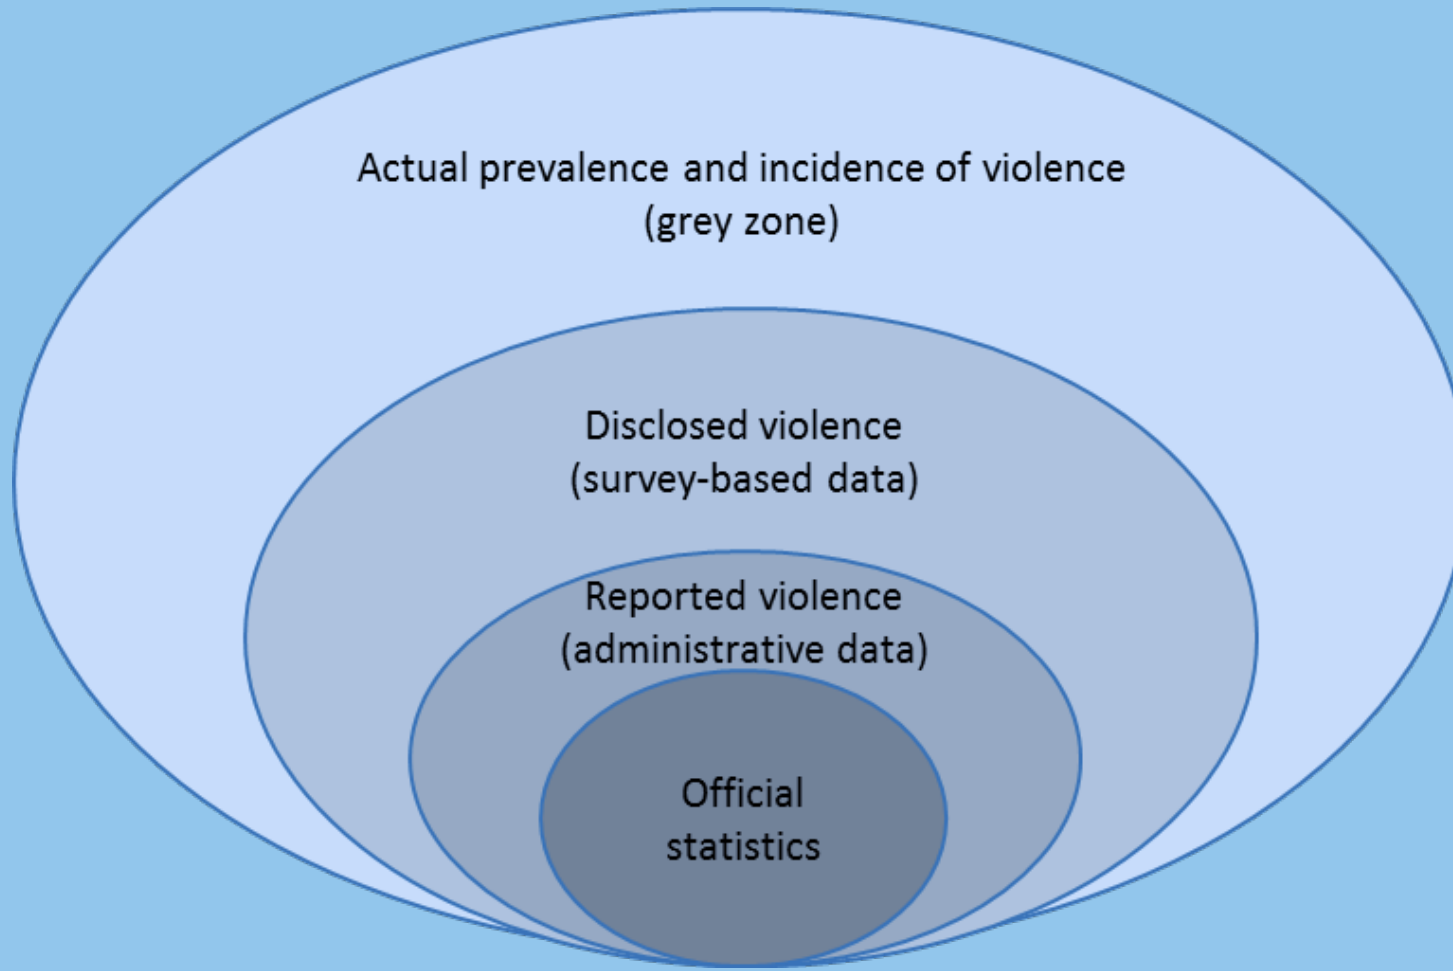 Actual prevalence and incidence of violence
(grey zone)
Disclosed violence
(survey-based data)
Reported violence
(administrative data)
Official
statistics